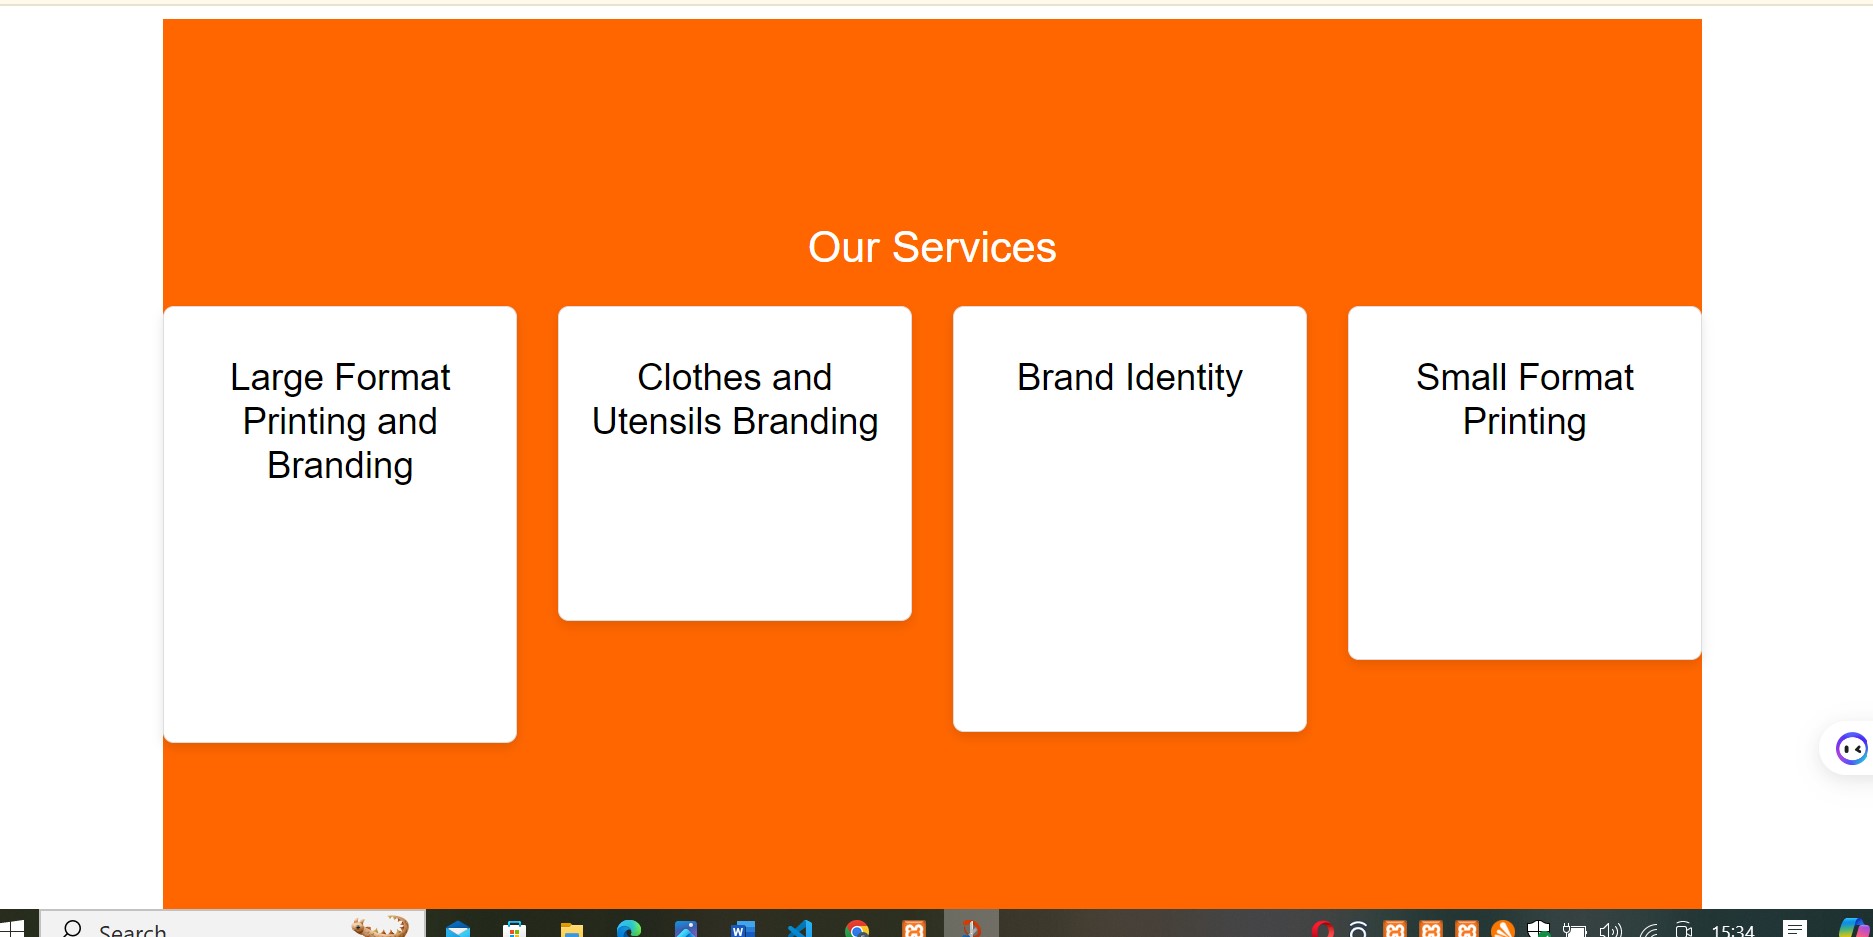 Our Services
Large Format
Printing and
Branding
Clothes and
Utensils Branding
Brand Identity
Small Format
Printing
Search
15:34